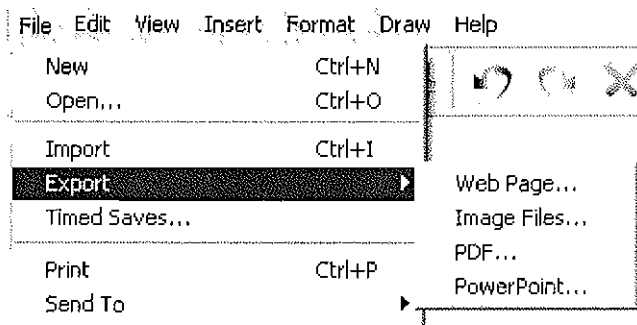 File Edit View Insert Format Draw Help
New Ctrl+N
Open... Ctrl+O
Import Ctrl+I
Export
Timed Saves...
Print Ctrl+P
Send To
Web Page...
Image Files...
PDF...
PowerPoint...